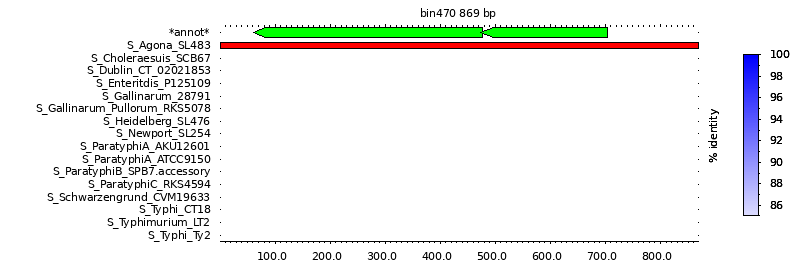 bin470 869 bp
*annot*
S_Agona_SL483
S_Choleraesuis_SCB67
S_Dublin_CT_02021853
S_Enteritdis_P125109
S_Gallinarum_28791
S_Gallinarum_Pullorum_RKS5078
S_Heidelberg_SL476
S_Newport_SL254
S_ParatyphiA_AKU12601
S_ParatyphiA_ATCC9150
S_ParatyphiB_SPB7.accessory
S_ParatyphiC_RKS4594
S_Schwarzengrund_CVM19633
S_Typhi_CT18
S_Typhimurium_LT2
S_Typhi_Ty2
100.0 200.0 300.0 400.0 500.0 600.0 700.0 800.0
% identity
100
98
96
94
92
90
88
86